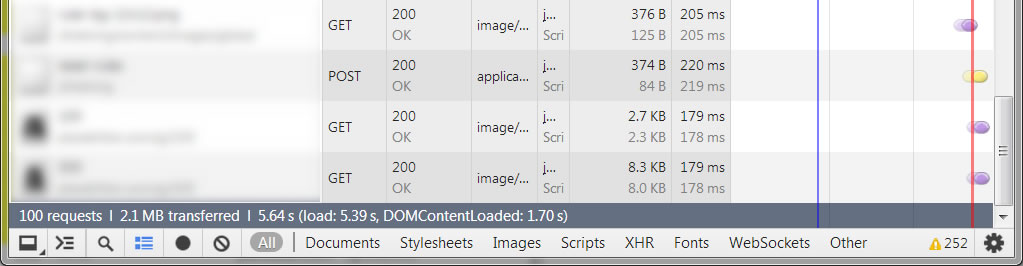 GET 200 OK image/... j... Scri 376 B 125 B 205 ms 205 ms
POST 200 OK applica... j... Scri 374 B 84 B 220 ms 219 ms
GET 200 OK image/... j... Scri 2.7 KB 2.3 KB 179 ms 178 ms
GET 200 OK image/... j... Scri 8.3 KB 8.0 KB 179 ms 178 ms
100 requests | 2.1 MB transferred | 5.64 s (load: 5.39 s, DOMContentLoaded: 1.70 s)
All Documents Stylesheets Images Scripts XHR Fonts WebSockets Other 252